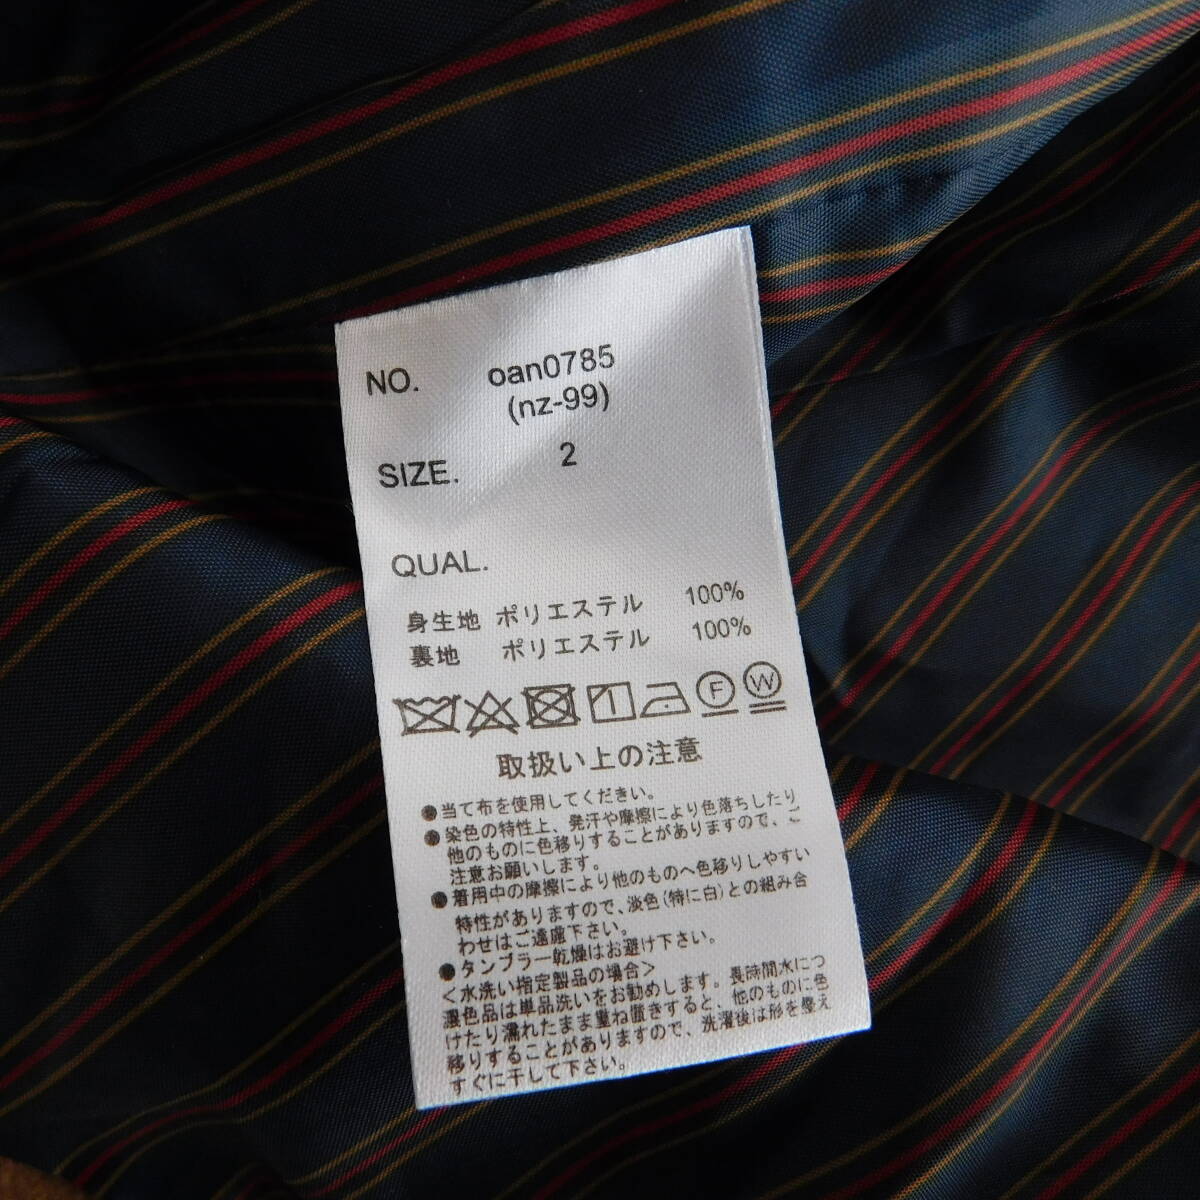 NO. oan0785
(nz-99)
SIZE. 2
QUAL.
身生地 ポリエステル 100%
裏地 ポリエステル 100%
F W
取扱い上の注意
●当て布を使用してください。
●染色の特性上、発汗や摩擦により色落ちしたり
他のものに色移りすることがありますので、ご
注意お願いします。
●着用中の摩擦により他のものへ色移りしやすい
特性がありますので、淡色(特に白)との組み合
わせはご遠慮下さい。
●タンブラー乾燥はお避け下さい。
<水洗い指定製品の場合>
濃色品は単品洗いをお勧めします。長時間水につ
けたり濡れたまま重ね置きすると、他のものに色
移りすることがありますので、洗濯後は形を整え
すぐに干して下さい。